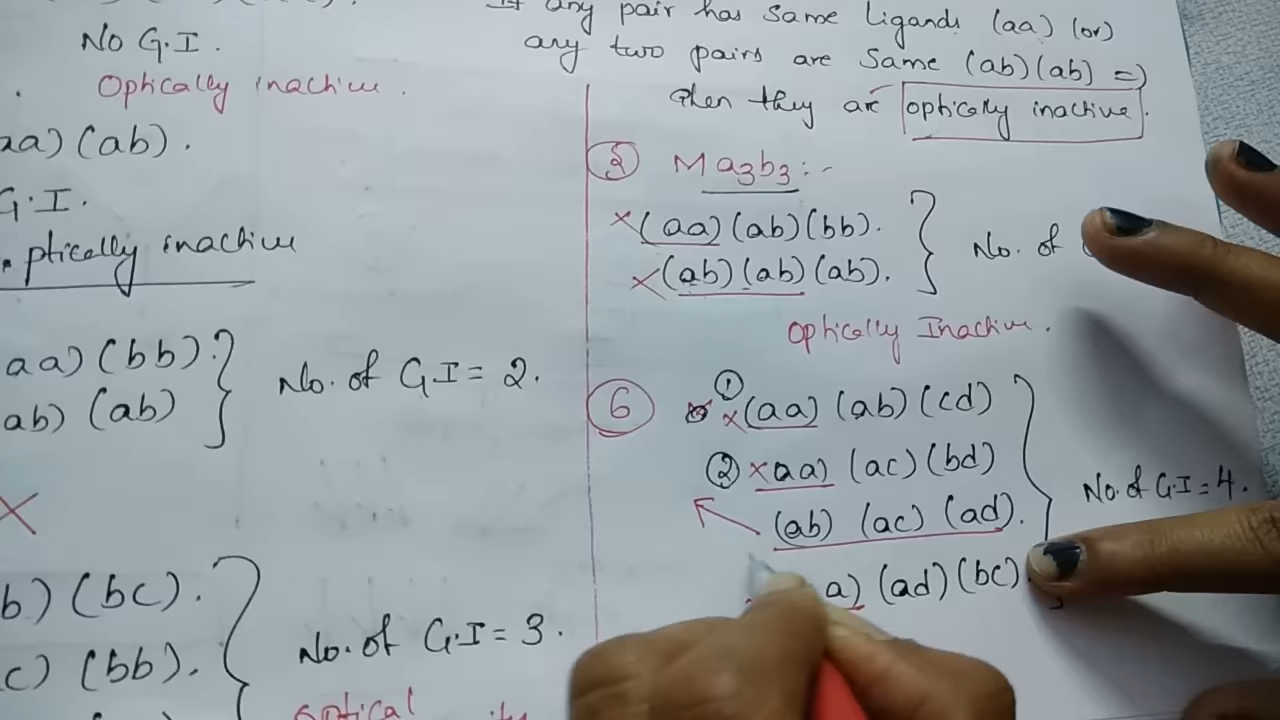 No G.I.
Optically inactive.
aa) (ab).
G.I.
optically inactive
aa) (bb).
ab) (ab)
No. of G.I = 2.
X
b) (bc).
c) (bb).
No. of G.I = 3.
optical
If any pair has same Ligands (aa) (or)
any two pairs are same (ab)(ab) =>
then they are optically inactive.
5 Ma3b3:-
×(aa)(ab)(bb).
×(ab)(ab)(ab).
No. of
Optically Inactive.
6
① ×(aa) (ab) (cd)
② ×aa) (ac) (bd)
(ab) (ac) (ad).
a) (ad) (bc)
No. of G.I = 4.